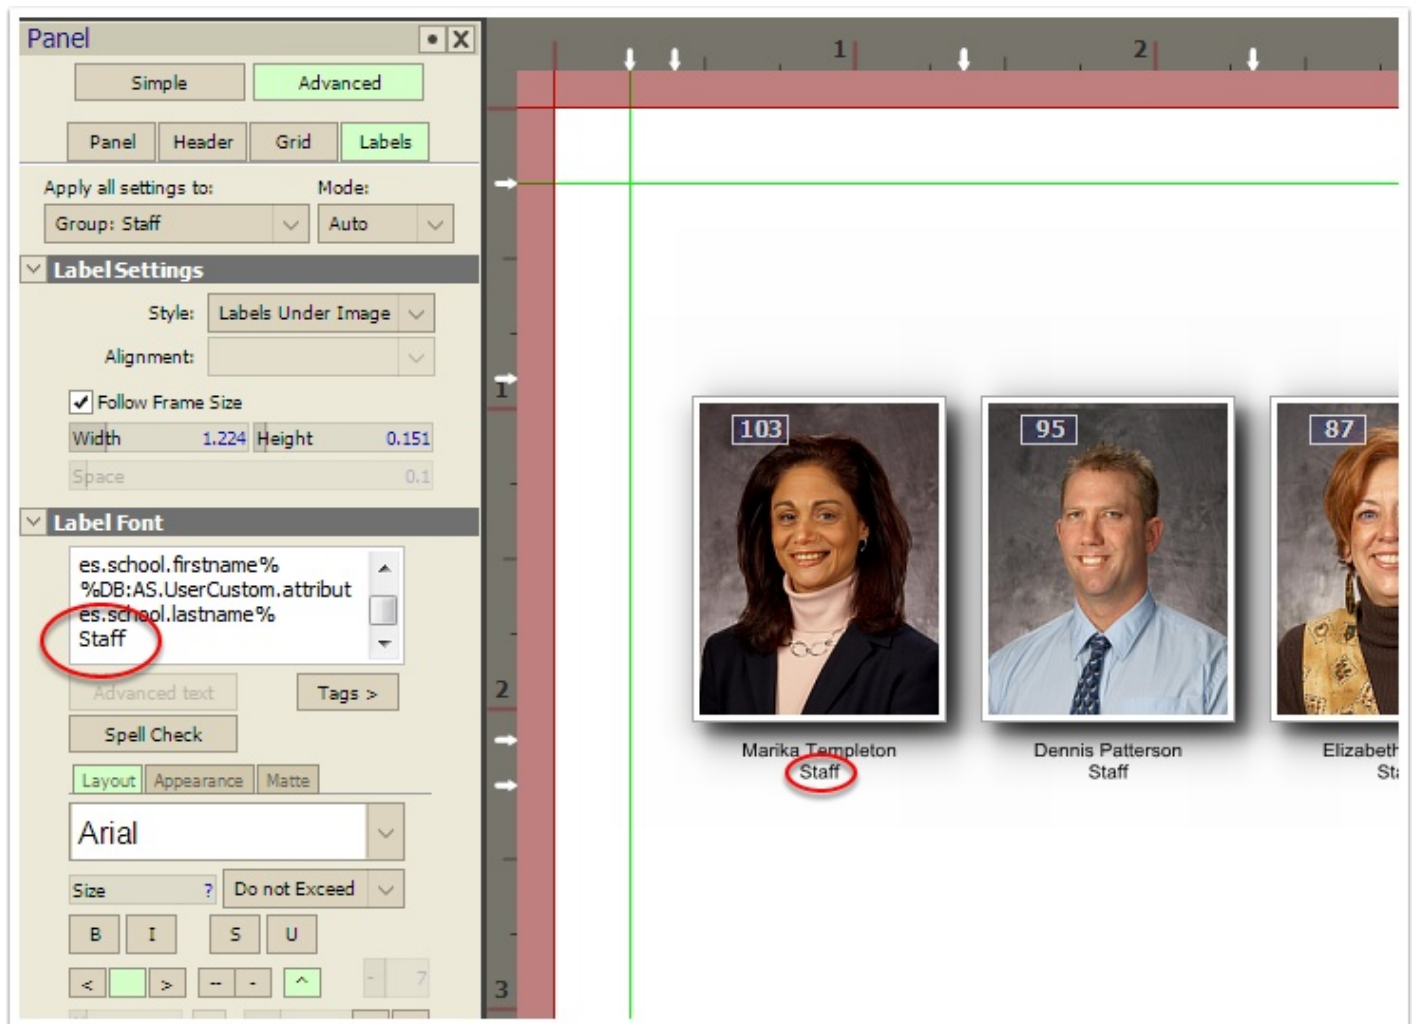 Panel
X
Simple Advanced
Panel Header Grid Labels
Apply all settings to: Mode:
Group: Staff Auto
Label Settings
Style: Labels Under Image
Alignment:
Follow Frame Size
Width 1.224 Height 0.151
Space 0.1
Label Font
es.school.firstname%
%DB:AS.UserCustom.attribut
es.school.lastname%
Staff
Advanced text Tags >
Spell Check
Layout Appearance Matte
Arial
Size ? Do not Exceed
B I S U
< > -- - ^ - 7
1 2
1
2
3
103 95 87
Marika Templeton Dennis Patterson Elizabeth
Staff Staff Sta